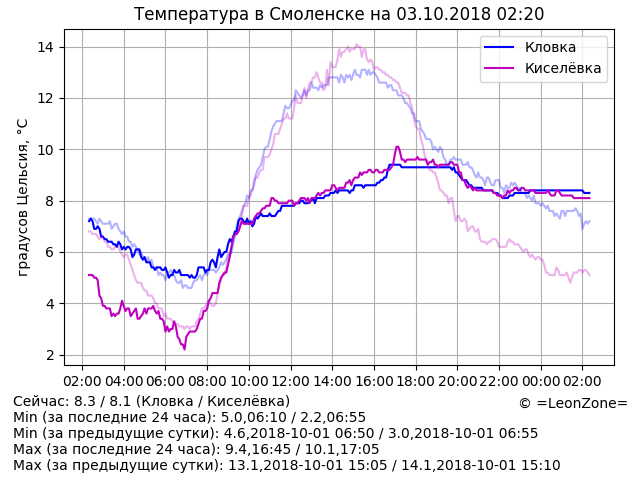 Температура в Смоленске на 03.10.2018 02:20
Кловка
Киселёвка
градусов Цельсия, °C
14
12
10
8
6
4
2
02:00 04:00 06:00 08:00 10:00 12:00 14:00 16:00 18:00 20:00 22:00 00:00 02:00
Сейчас: 8.3 / 8.1 (Кловка / Киселёвка)
© =LeonZone=
Min (за последние 24 часа): 5.0,06:10 / 2.2,06:55
Min (за предыдущие сутки): 4.6,2018-10-01 06:50 / 3.0,2018-10-01 06:55
Max (за последние 24 часа): 9.4,16:45 / 10.1,17:05
Max (за предыдущие сутки): 13.1,2018-10-01 15:05 / 14.1,2018-10-01 15:10